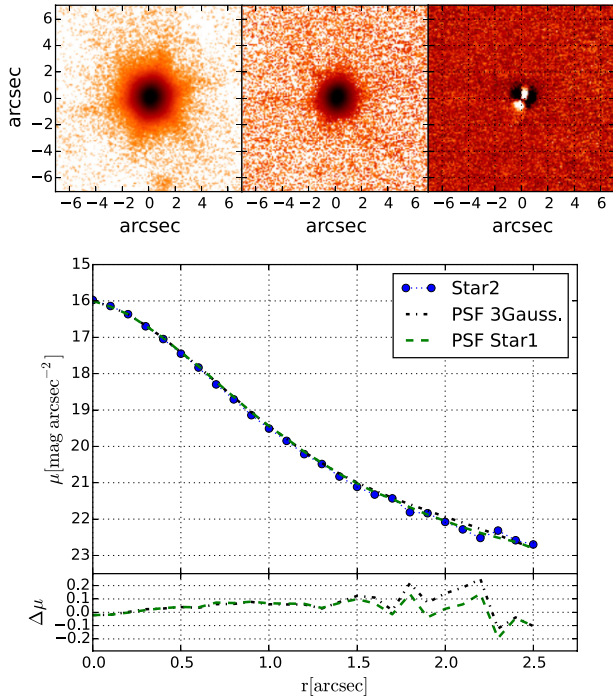 6
4
2
0
−2
−4
−6
arcsec
−6 −4 −2 0 2 4 6
−6 −4 −2 0 2 4 6
−6 −4 −2 0 2 4 6
arcsec
arcsec
arcsec
15
16
17
18
19
20
21
22
23
μ[mag arcsec⁻²]
Star2
PSF 3Gauss.
PSF Star1
0.2
0.1
0.0
−0.1
−0.2
Δμ
0.0 0.5 1.0 1.5 2.0 2.5
r[arcsec]